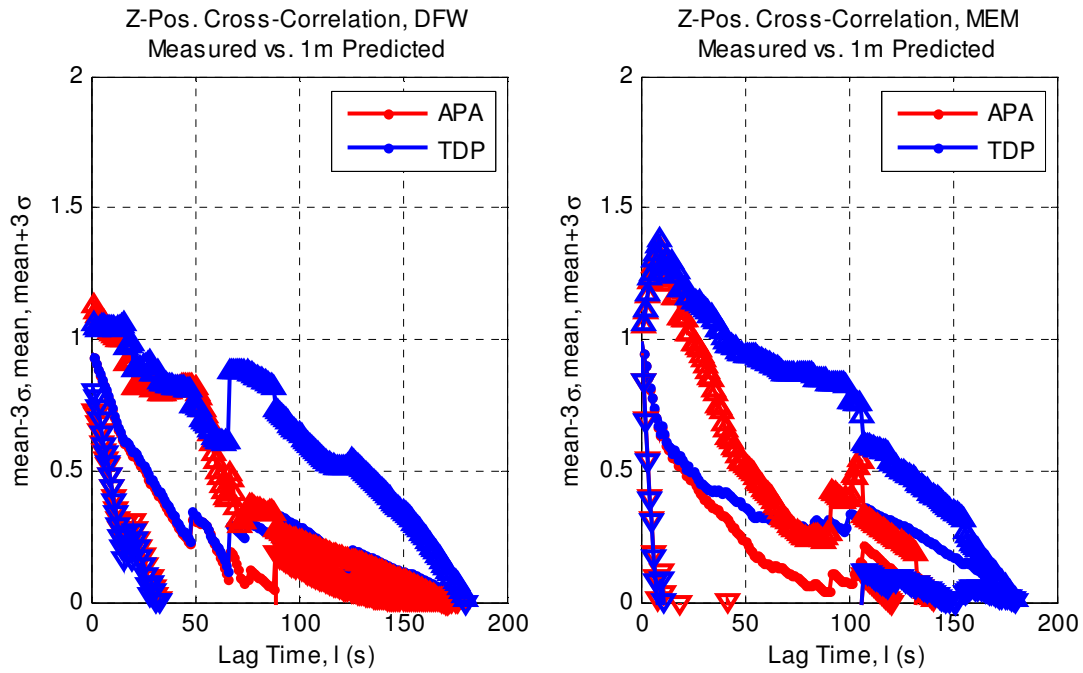 Z-Pos. Cross-Correlation, DFW
Measured vs. 1m Predicted
mean-3σ, mean, mean+3σ
2
1.5
1
0.5
0
APA
TDP
0 50 100 150 200
Lag Time, l (s)
Z-Pos. Cross-Correlation, MEM
Measured vs. 1m Predicted
mean-3σ, mean, mean+3σ
2
1.5
1
0.5
0
APA
TDP
0 50 100 150 200
Lag Time, l (s)